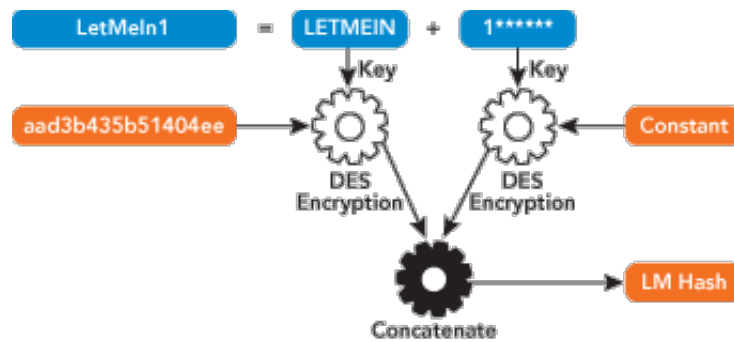 LetMeIn1 = LETMEIN + 1******
Key Key
aad3b435b51404ee Constant
DES Encryption DES Encryption
LM Hash
Concatenate